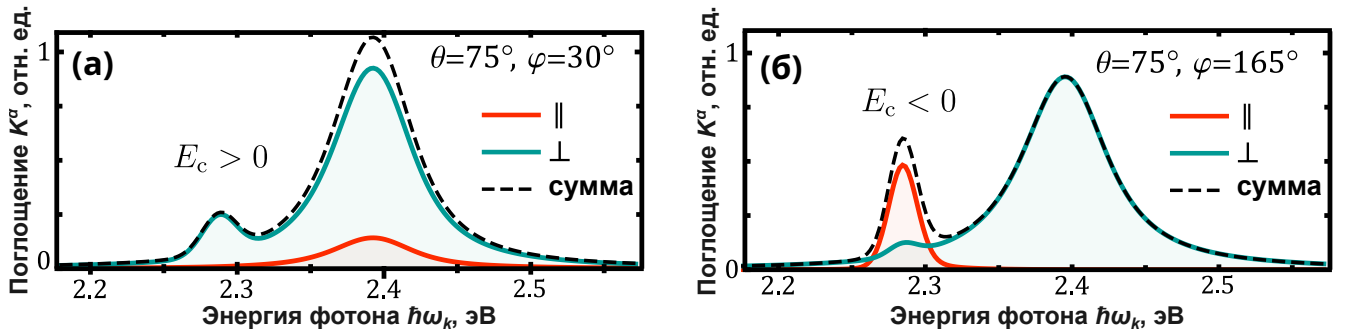 Поглощение K^α, отн. ед.
1
0
(а)
θ=75°, φ=30°
E_c > 0
∥
⊥
сумма
2.2 2.3 2.4 2.5
Энергия фотона ħω_k, эВ
Поглощение K^α, отн. ед.
1
0
(б)
θ=75°, φ=165°
E_c < 0
∥
⊥
сумма
2.2 2.3 2.4 2.5
Энергия фотона ħω_k, эВ